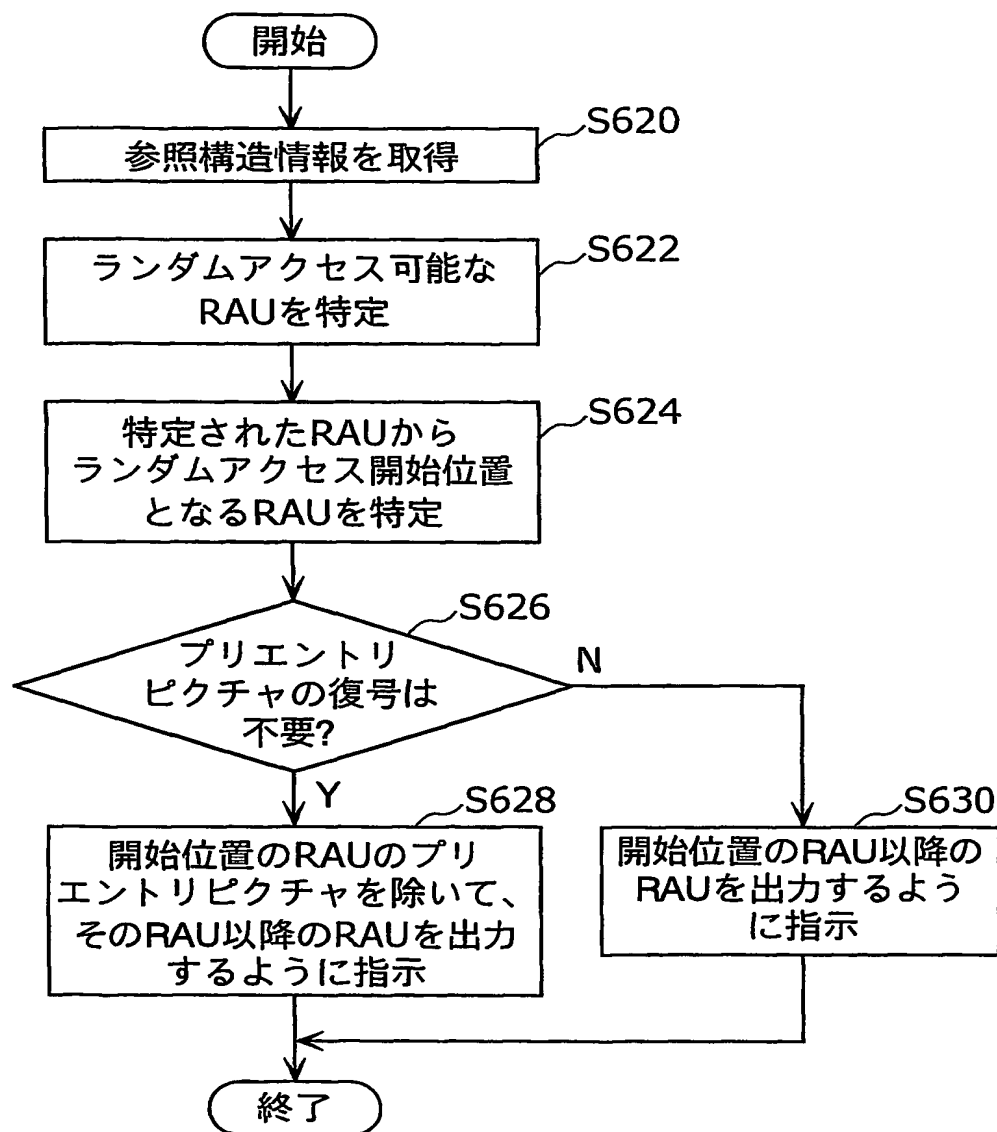 開始
S620
参照構造情報を取得
S622
ランダムアクセス可能な
RAUを特定
S624
特定されたRAUから
ランダムアクセス開始位置
となるRAUを特定
S626
プリエントリ
ピクチャの復号は
不要?
N
Y
S628
開始位置のRAUのプリ
エントリピクチャを除いて、
そのRAU以降のRAUを出力
するように指示
S630
開始位置のRAU以降の
RAUを出力するよう
に指示
終了